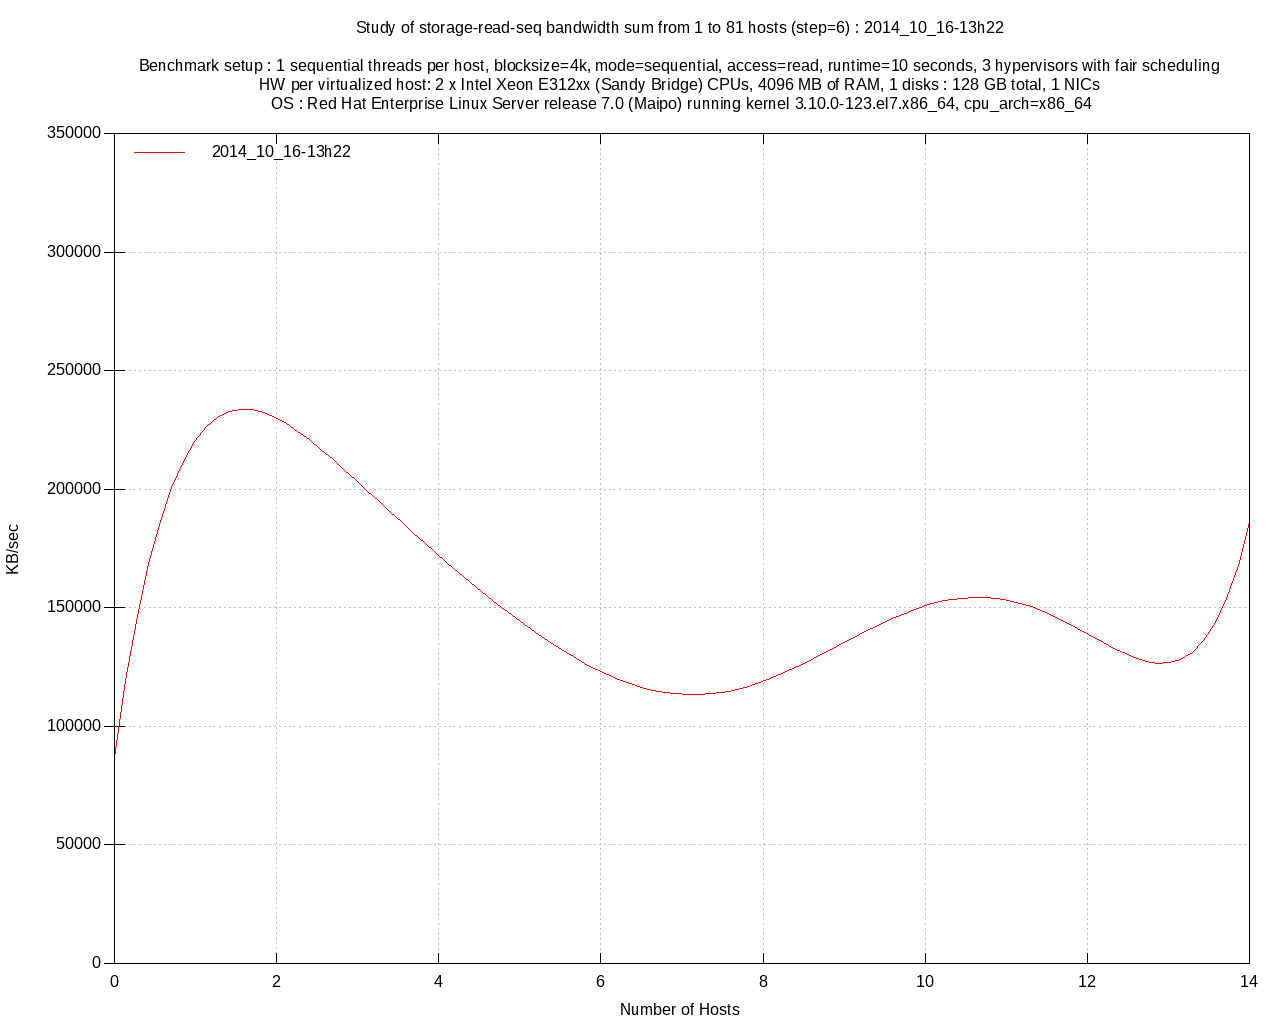 Study of storage-read-seq bandwidth sum from 1 to 81 hosts (step=6) : 2014_10_16-13h22
Benchmark setup : 1 sequential threads per host, blocksize=4k, mode=sequential, access=read, runtime=10 seconds, 3 hypervisors with fair scheduling
HW per virtualized host: 2 x Intel Xeon E312xx (Sandy Bridge) CPUs, 4096 MB of RAM, 1 disks : 128 GB total, 1 NICs
OS : Red Hat Enterprise Linux Server release 7.0 (Maipo) running kernel 3.10.0-123.el7.x86_64, cpu_arch=x86_64
2014_10_16-13h22
350000
300000
250000
200000
150000
100000
50000
0
KB/sec
0 2 4 6 8 10 12 14
Number of Hosts